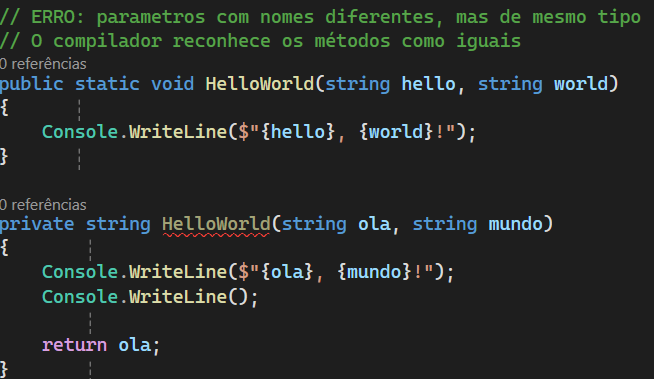 // ERRO: parametros com nomes diferentes, mas de mesmo tipo
// O compilador reconhece os métodos como iguais
0 referências
public static void HelloWorld(string hello, string world)
{
    Console.WriteLine($"{hello}, {world}!");
}
0 referências
private string HelloWorld(string ola, string mundo)
{
    Console.WriteLine($"{ola}, {mundo}!");
    Console.WriteLine();
    return ola;
}